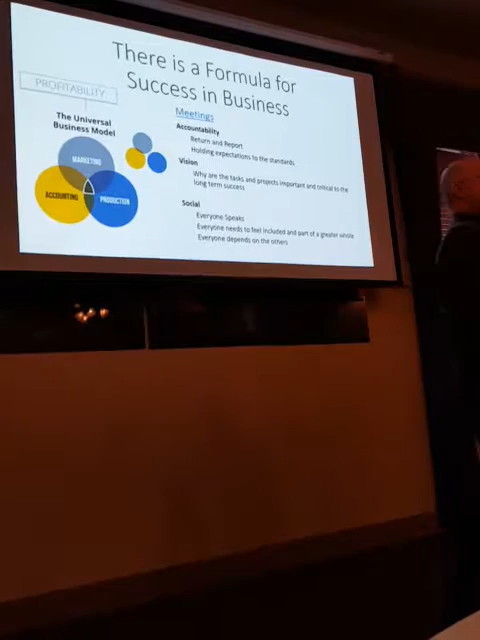 There is a Formula for
Success in Business
PROFITABILITY
The Universal
Business Model
MARKETING
ACCOUNTING
PRODUCTION
Meetings
Accountability
Return and Report
Holding expectations to the standards
Vision
Why are the tasks and projects important and critical to the
long term success
Social
Everyone Speaks
Everyone needs to feel included and part of a greater whole
Everyone depends on the others